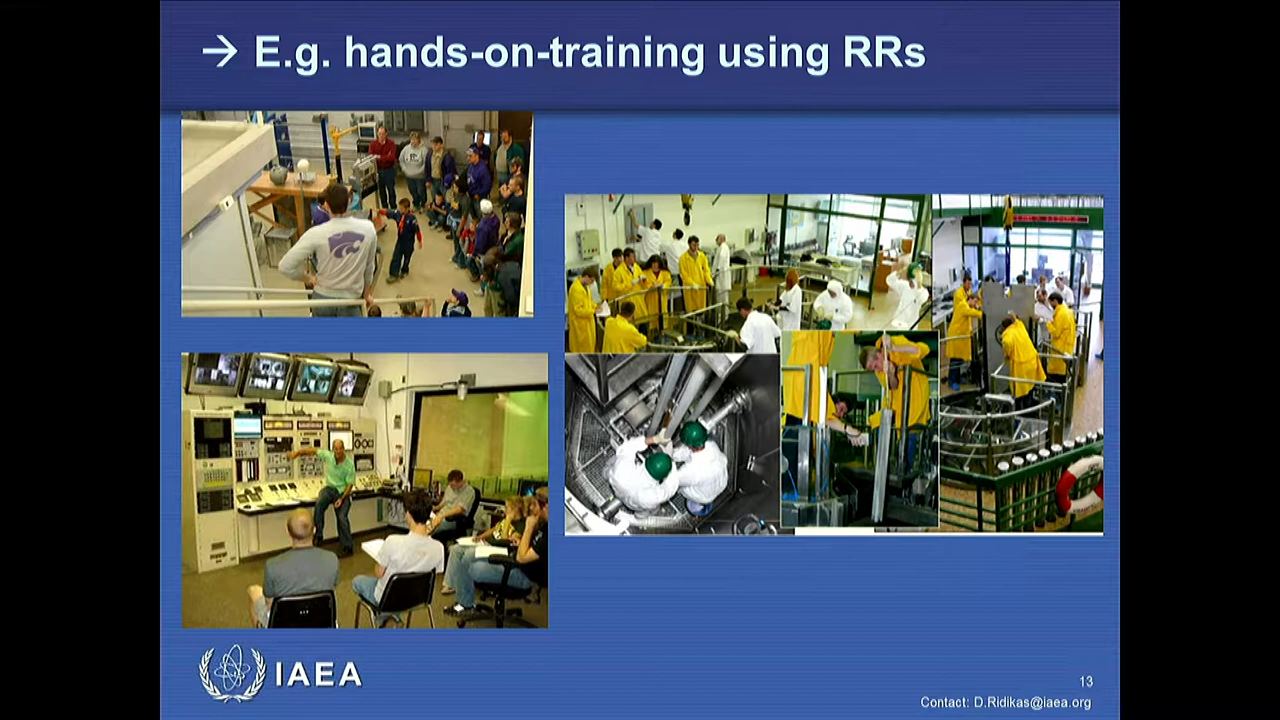 → E.g. hands-on-training using RRs
IAEA
13
Contact: D.Ridikas@iaea.org